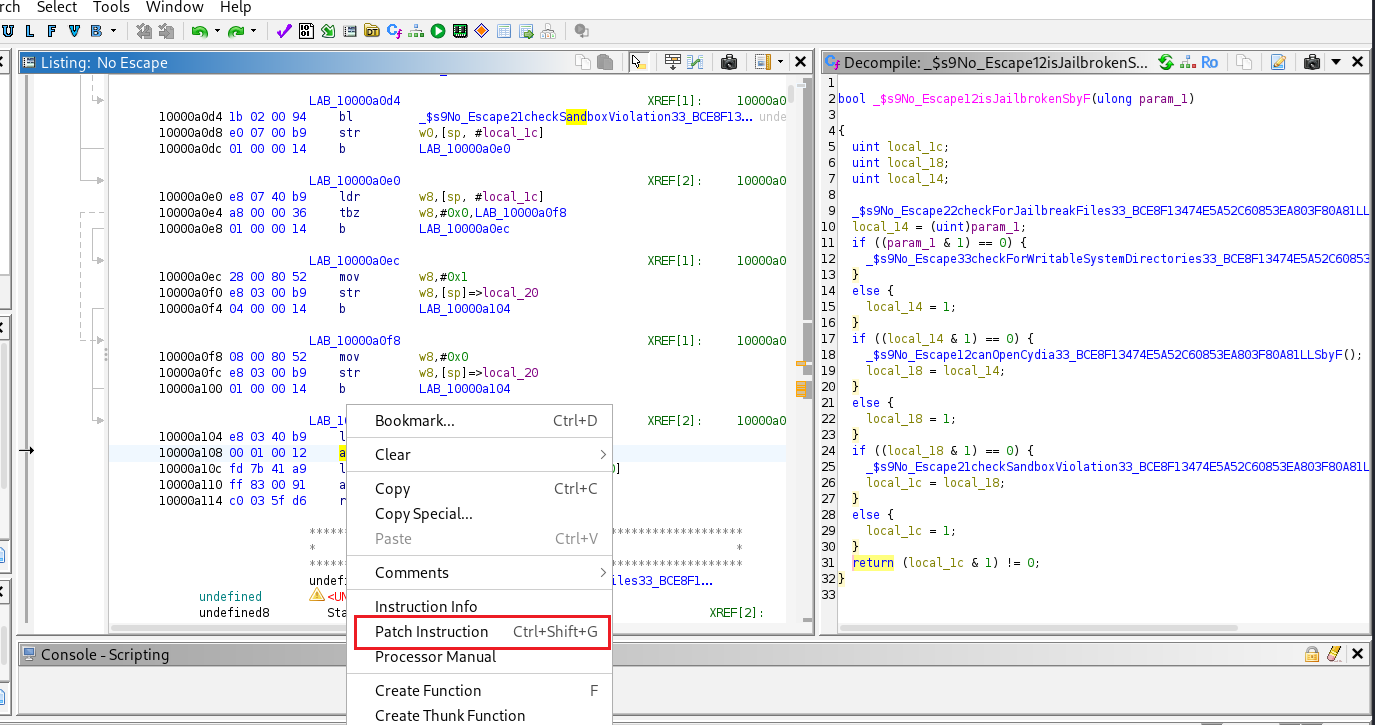 rch Select Tools Window Help
U L F V B
Listing: No Escape
LAB_10000a0d4 XREF[1]: 10000a0
10000a0d4 1b 02 00 94 bl _$s9No_Escape21checkSandboxViolation33_BCE8F13... unde
10000a0d8 e0 07 00 b9 str w0,[sp, #local_1c]
10000a0dc 01 00 00 14 b LAB_10000a0e0
LAB_10000a0e0 XREF[2]: 10000a0
10000a0e0 e8 07 40 b9 ldr w8,[sp, #local_1c]
10000a0e4 a8 00 00 36 tbz w8,#0x0,LAB_10000a0f8
10000a0e8 01 00 00 14 b LAB_10000a0ec
LAB_10000a0ec XREF[1]: 10000a0
10000a0ec 28 00 80 52 mov w8,#0x1
10000a0f0 e8 03 00 b9 str w8,[sp]=>local_20
10000a0f4 04 00 00 14 b LAB_10000a104
LAB_10000a0f8 XREF[1]: 10000a0
10000a0f8 08 00 80 52 mov w8,#0x0
10000a0fc e8 03 00 b9 str w8,[sp]=>local_20
10000a100 01 00 00 14 b LAB_10000a104
LAB_1 XREF[2]: 10000a0
10000a104 e8 03 40 b9 l
10000a108 00 01 00 12 a
10000a10c fd 7b 41 a9 l ]
10000a110 ff 83 00 91 a
10000a114 c0 03 5f d6 r
undefin iles33_BCE8F1...
undefined <UN
undefined8 Sta XREF[2]:
Bookmark... Ctrl+D
Clear
Copy Ctrl+C
Copy Special...
Paste Ctrl+V
Comments
Instruction Info
Patch Instruction Ctrl+Shift+G
Processor Manual
Create Function F
Create Thunk Function
Decompile: _$s9No_Escape12isJailbrokenS... Ro
1
2 bool _$s9No_Escape12isJailbrokenSbyF(ulong param_1)
3
4 {
5 uint local_1c;
6 uint local_18;
7 uint local_14;
8
9 _$s9No_Escape22checkForJailbreakFiles33_BCE8F13474E5A52C60853EA803F80A81LL
10 local_14 = (uint)param_1;
11 if ((param_1 & 1) == 0) {
12 _$s9No_Escape33checkForWritableSystemDirectories33_BCE8F13474E5A52C60853
13 }
14 else {
15 local_14 = 1;
16 }
17 if ((local_14 & 1) == 0) {
18 _$s9No_Escape12canOpenCydia33_BCE8F13474E5A52C60853EA803F80A81LLSbyF();
19 local_18 = local_14;
20 }
21 else {
22 local_18 = 1;
23 }
24 if ((local_18 & 1) == 0) {
25 _$s9No_Escape21checkSandboxViolation33_BCE8F13474E5A52C60853EA803F80A81L
26 local_1c = local_18;
27 }
28 else {
29 local_1c = 1;
30 }
31 return (local_1c & 1) != 0;
32 }
33
Console - Scripting